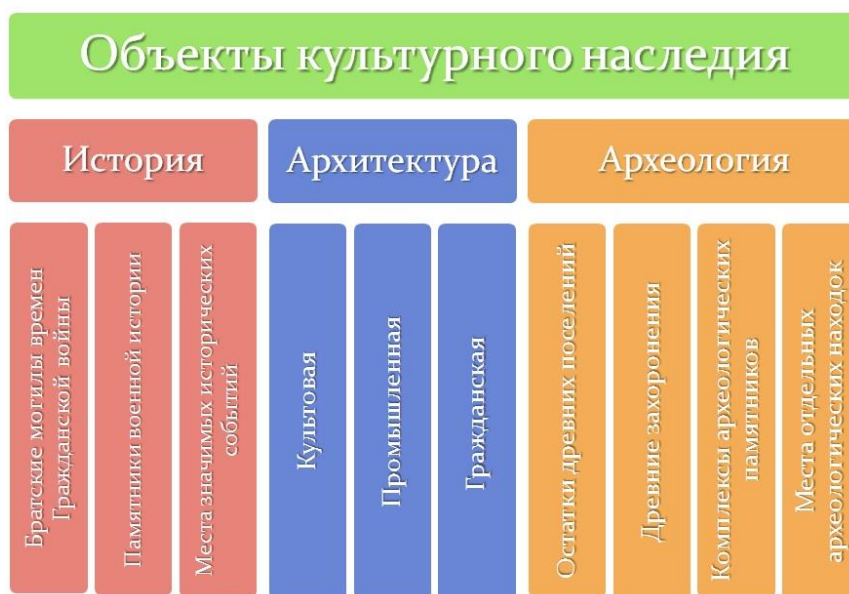 Объекты культурного наследия
История
Архитектура
Археология
Братские могилы времен
Гражданской войны
Памятники военной истории
Места значимых исторических
событий
Культовая
Промышленная
Гражданская
Остатки древних поселений
Древние захоронения
Комплексы археологических
памятников
Места отдельных
археологических находок